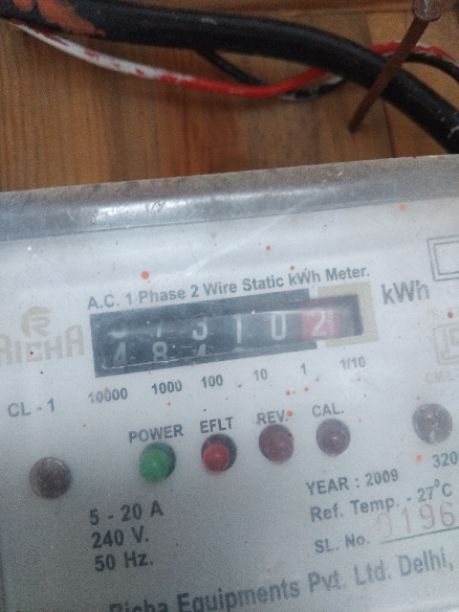 A.C. 1 Phase 2 Wire Static kWh Meter.
RICHA
3 1 0 2
kWh
10000 1000 100 10 1 1/10
CL - 1
POWER EFLT REV. CAL.
5 - 20 A
240 V.
50 Hz.
YEAR : 2009
320
Ref. Temp. - 27°C
SL. No. 9196
Richa Equipments Pvt. Ltd. Delhi,